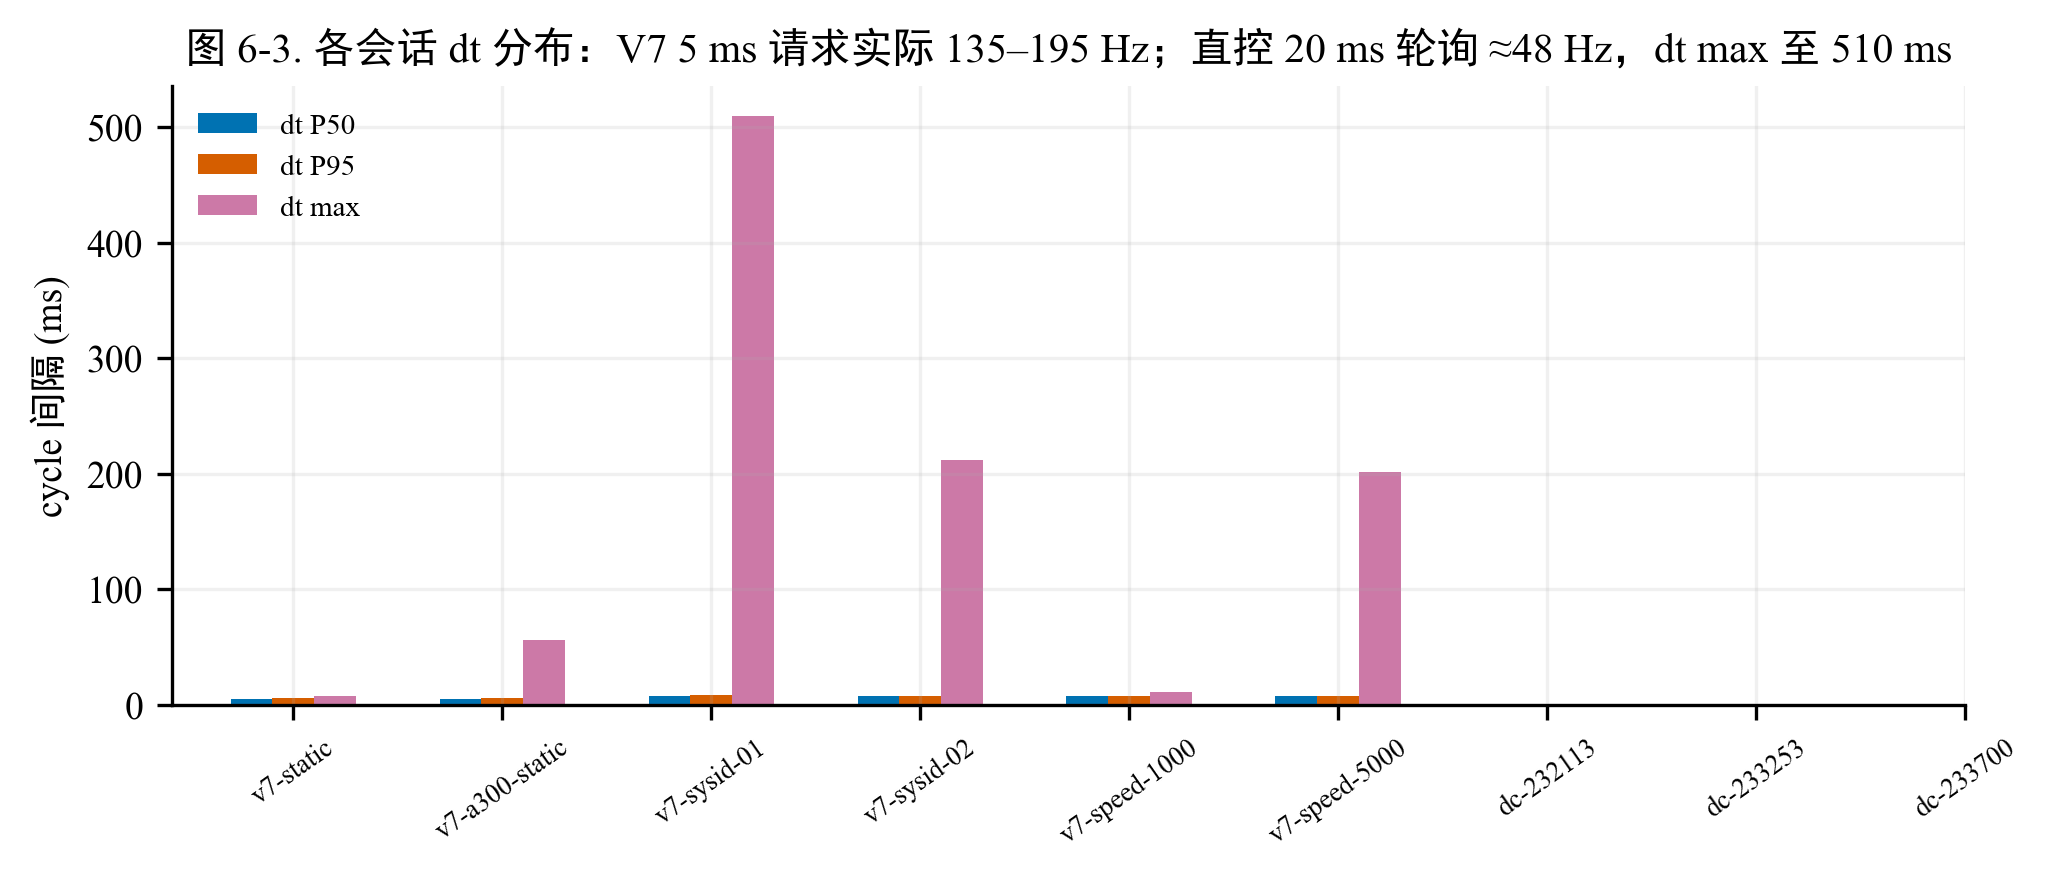 图 6-3. 各会话 dt 分布：V7 5 ms 请求实际 135–195 Hz；直控 20 ms 轮询 ≈48 Hz，dt max 至 510 ms
dt P50
dt P95
dt max
cycle 间隔 (ms)
500
400
300
200
100
0
v7-static
v7-a300-static
v7-sysid-01
v7-sysid-02
v7-speed-1000
v7-speed-5000
dc-232113
dc-233253
dc-233700